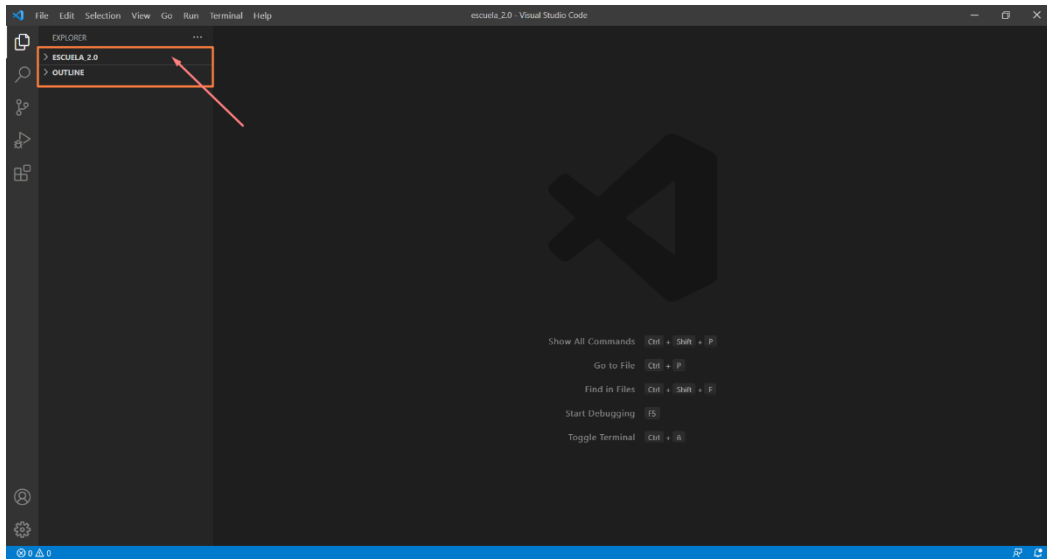 File Edit Selection View Go Run Terminal Help escuela_2.0 - Visual Studio Code
EXPLORER
ESCUELA_2.0
OUTLINE
Show All Commands Ctrl + Shift + P
Go to File Ctrl + P
Find in Files Ctrl + Shift + F
Start Debugging F5
Toggle Terminal Ctrl + ñ
0 0